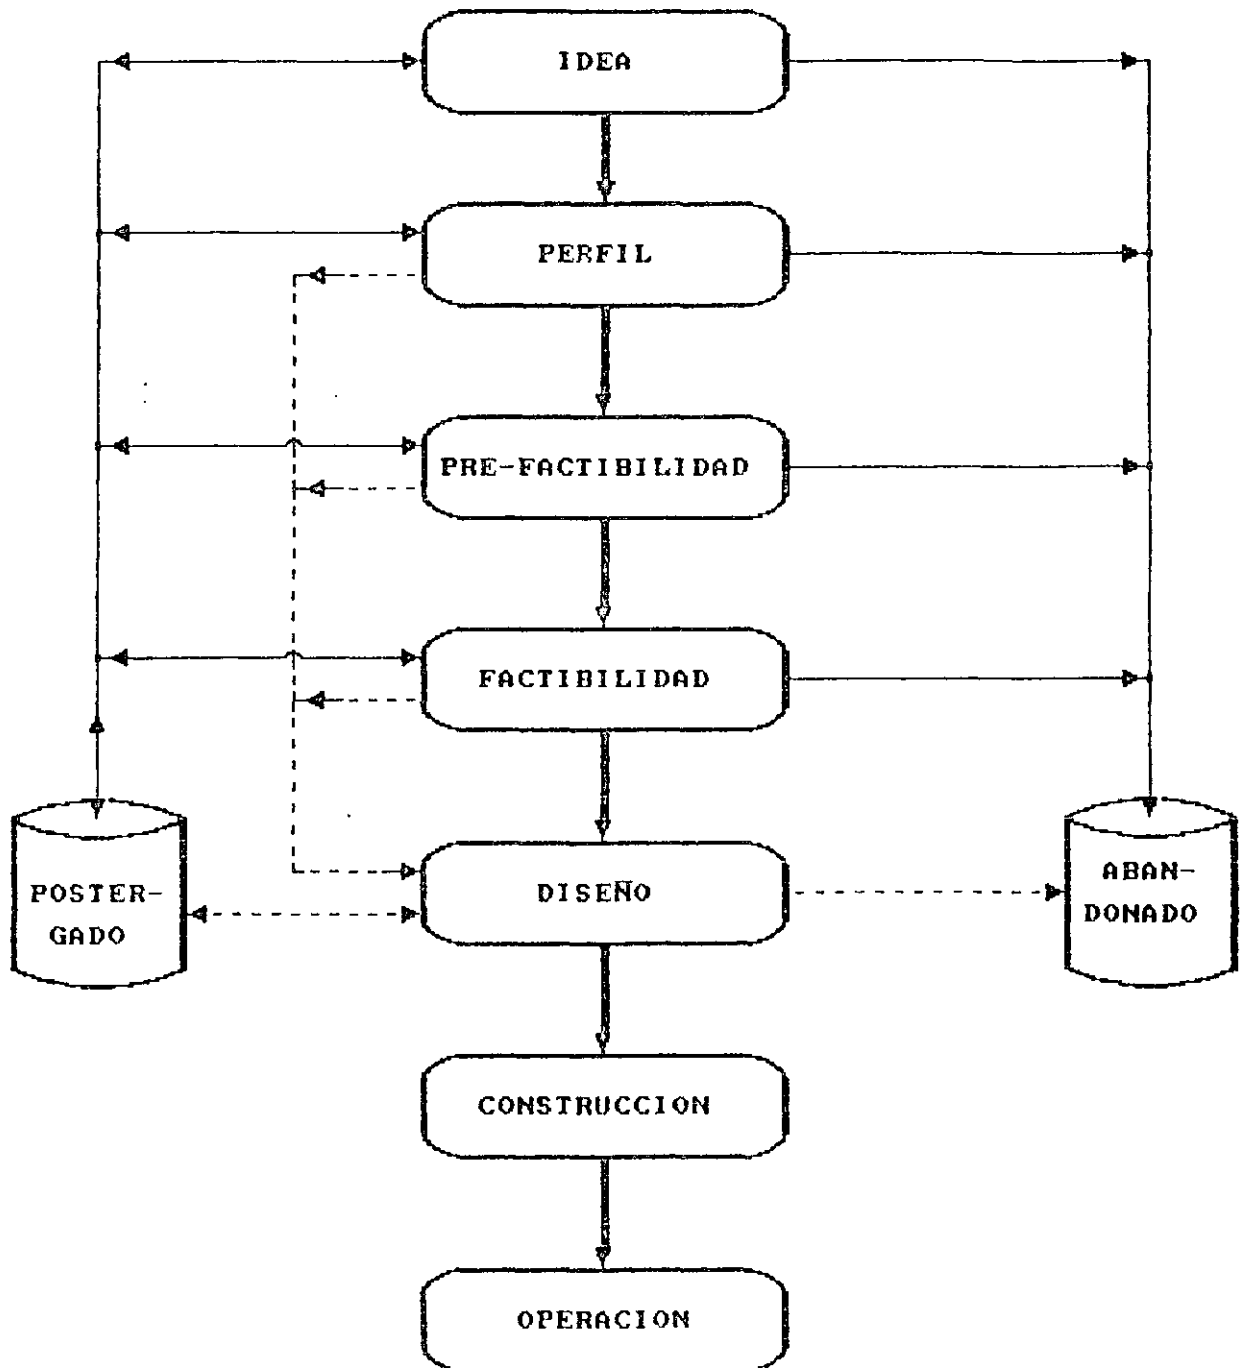 IDEA
PERFIL
PRE-FACTIBILIDAD
FACTIBILIDAD
POSTER-
GADO
DISEÑO
ABAN-
DONADO
CONSTRUCCION
OPERACION